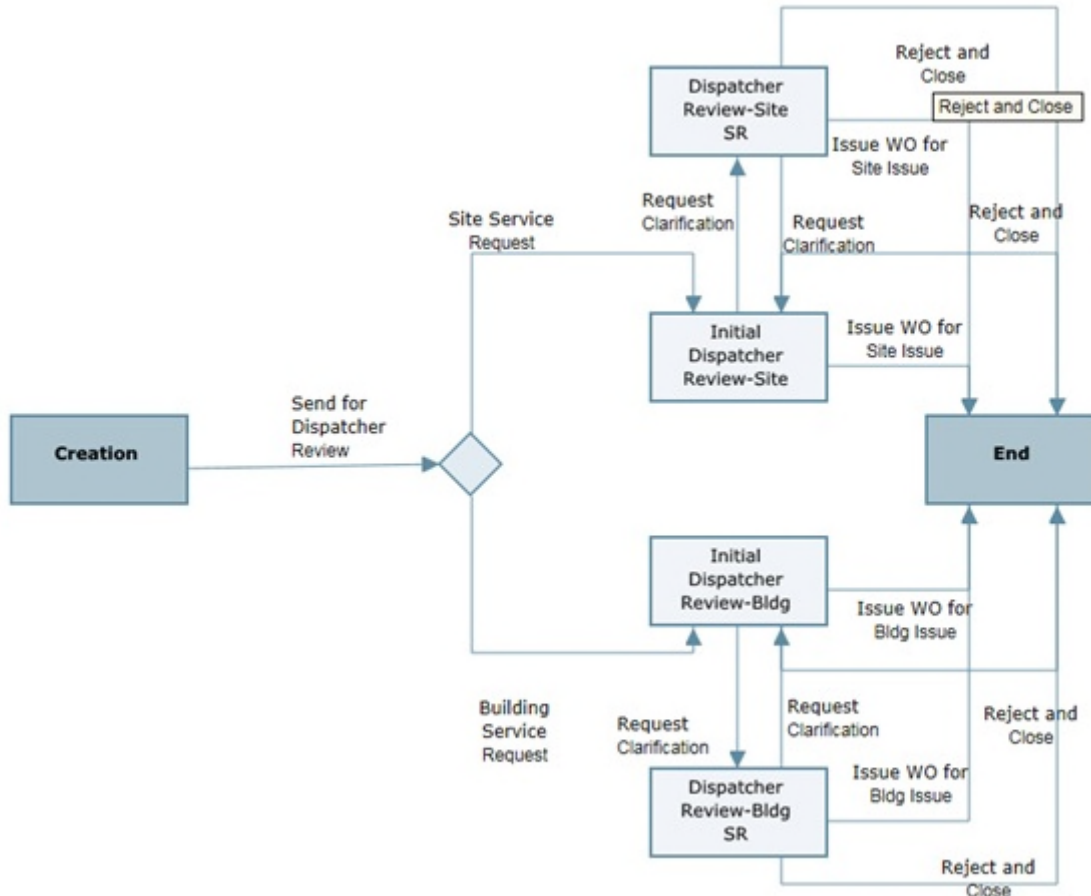 Reject and
Close
Dispatcher
Review-Site
SR
Reject and Close
Issue WO for
Site Issue
Request
Clarification
Site Service
Request
Request
Clarification
Reject and
Close
Initial
Dispatcher
Review-Site
Issue WO for
Site Issue
Send for
Dispatcher
Review
Creation
End
Initial
Dispatcher
Review-Bldg
Issue WO for
Bldg Issue
Building
Service
Request
Request
Clarification
Request
Clarification
Reject and
Close
Dispatcher
Review-Bldg
SR
Issue WO for
Bldg Issue
Reject and
Close